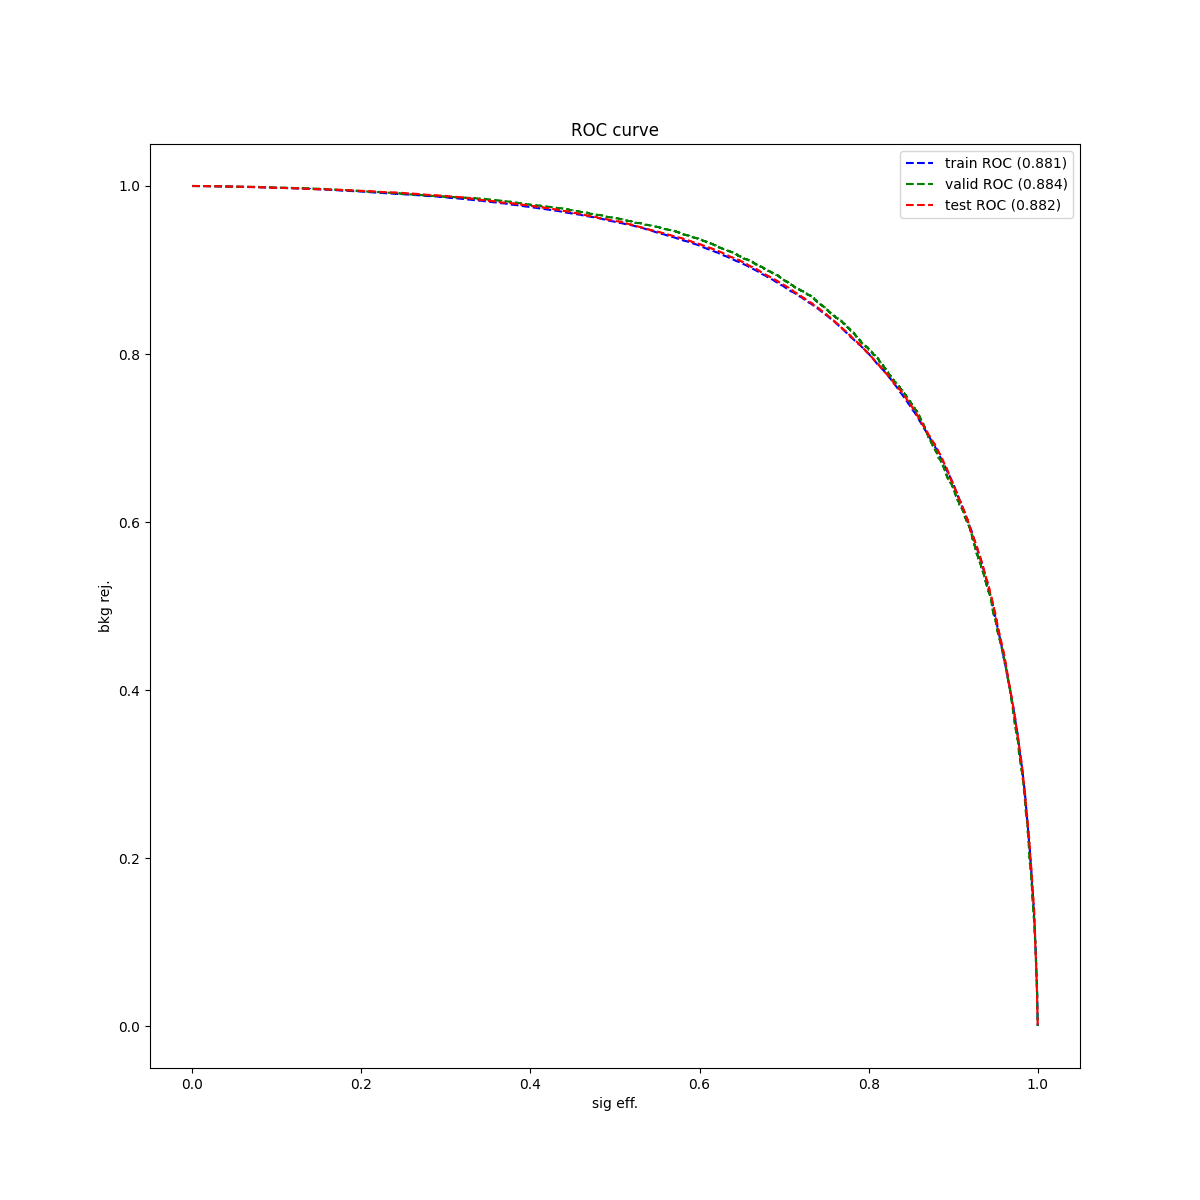 ROC curve
train ROC (0.881)
valid ROC (0.884)
test ROC (0.882)
1.0
0.8
0.6
0.4
0.2
0.0
bkg rej.
0.0 0.2 0.4 0.6 0.8 1.0
sig eff.